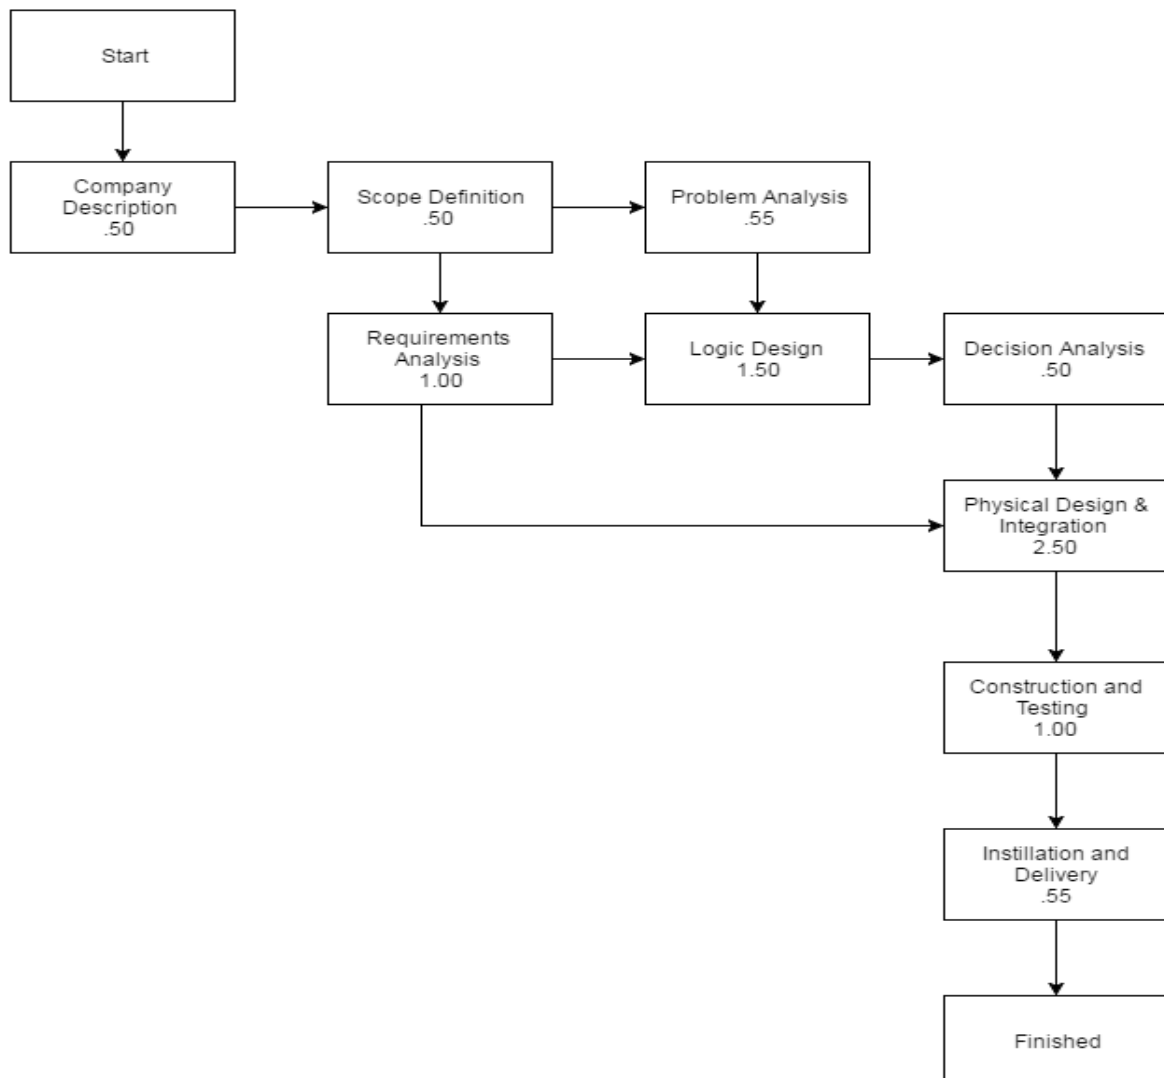 Start
Company
Description
.50
Scope Definition
.50
Problem Analysis
.55
Requirements
Analysis
1.00
Logic Design
1.50
Decision Analysis
.50
Physical Design &
Integration
2.50
Construction and
Testing
1.00
Instillation and
Delivery
.55
Finished